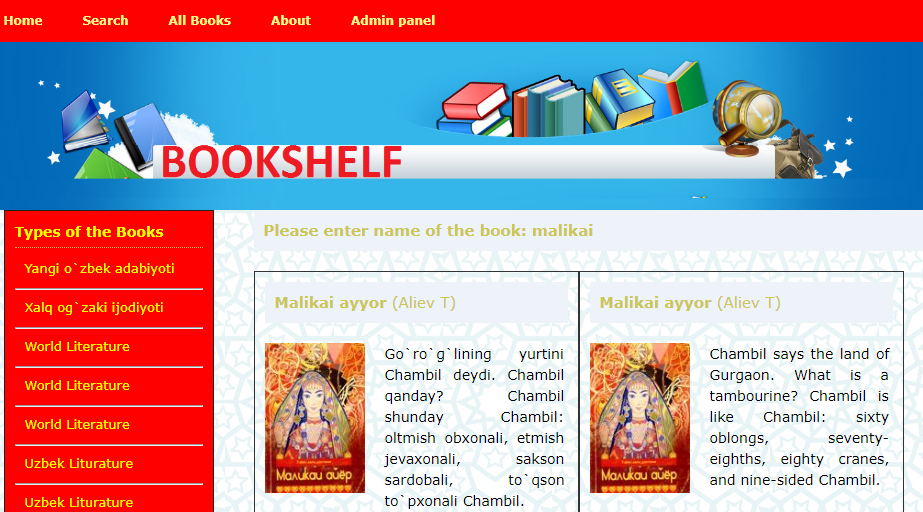 Home Search All Books About Admin panel
BOOKSHELF
Types of the Books
Yangi o`zbek adabiyoti
Xalq og`zaki ijodiyoti
World Literature
World Literature
World Literature
Uzbek Liturature
Uzbek Liturature
Please enter name of the book: malikai
Malikai ayyor (Aliev T)
Маликаи айёр
Go`ro`g`lining yurtini
Chambil deydi. Chambil
qanday? Chambil
shunday Chambil:
oltmish obxonali, etmish
jevaxonali, sakson
sardobali, to`qson
to`pxonali Chambil.
Malikai ayyor (Aliev T)
Маликаи айёр
Chambil says the land of
Gurgaon. What is a
tambourine? Chambil is
like Chambil: sixty
oblongs, seventy-
eighths, eighty cranes,
and nine-sided Chambil.